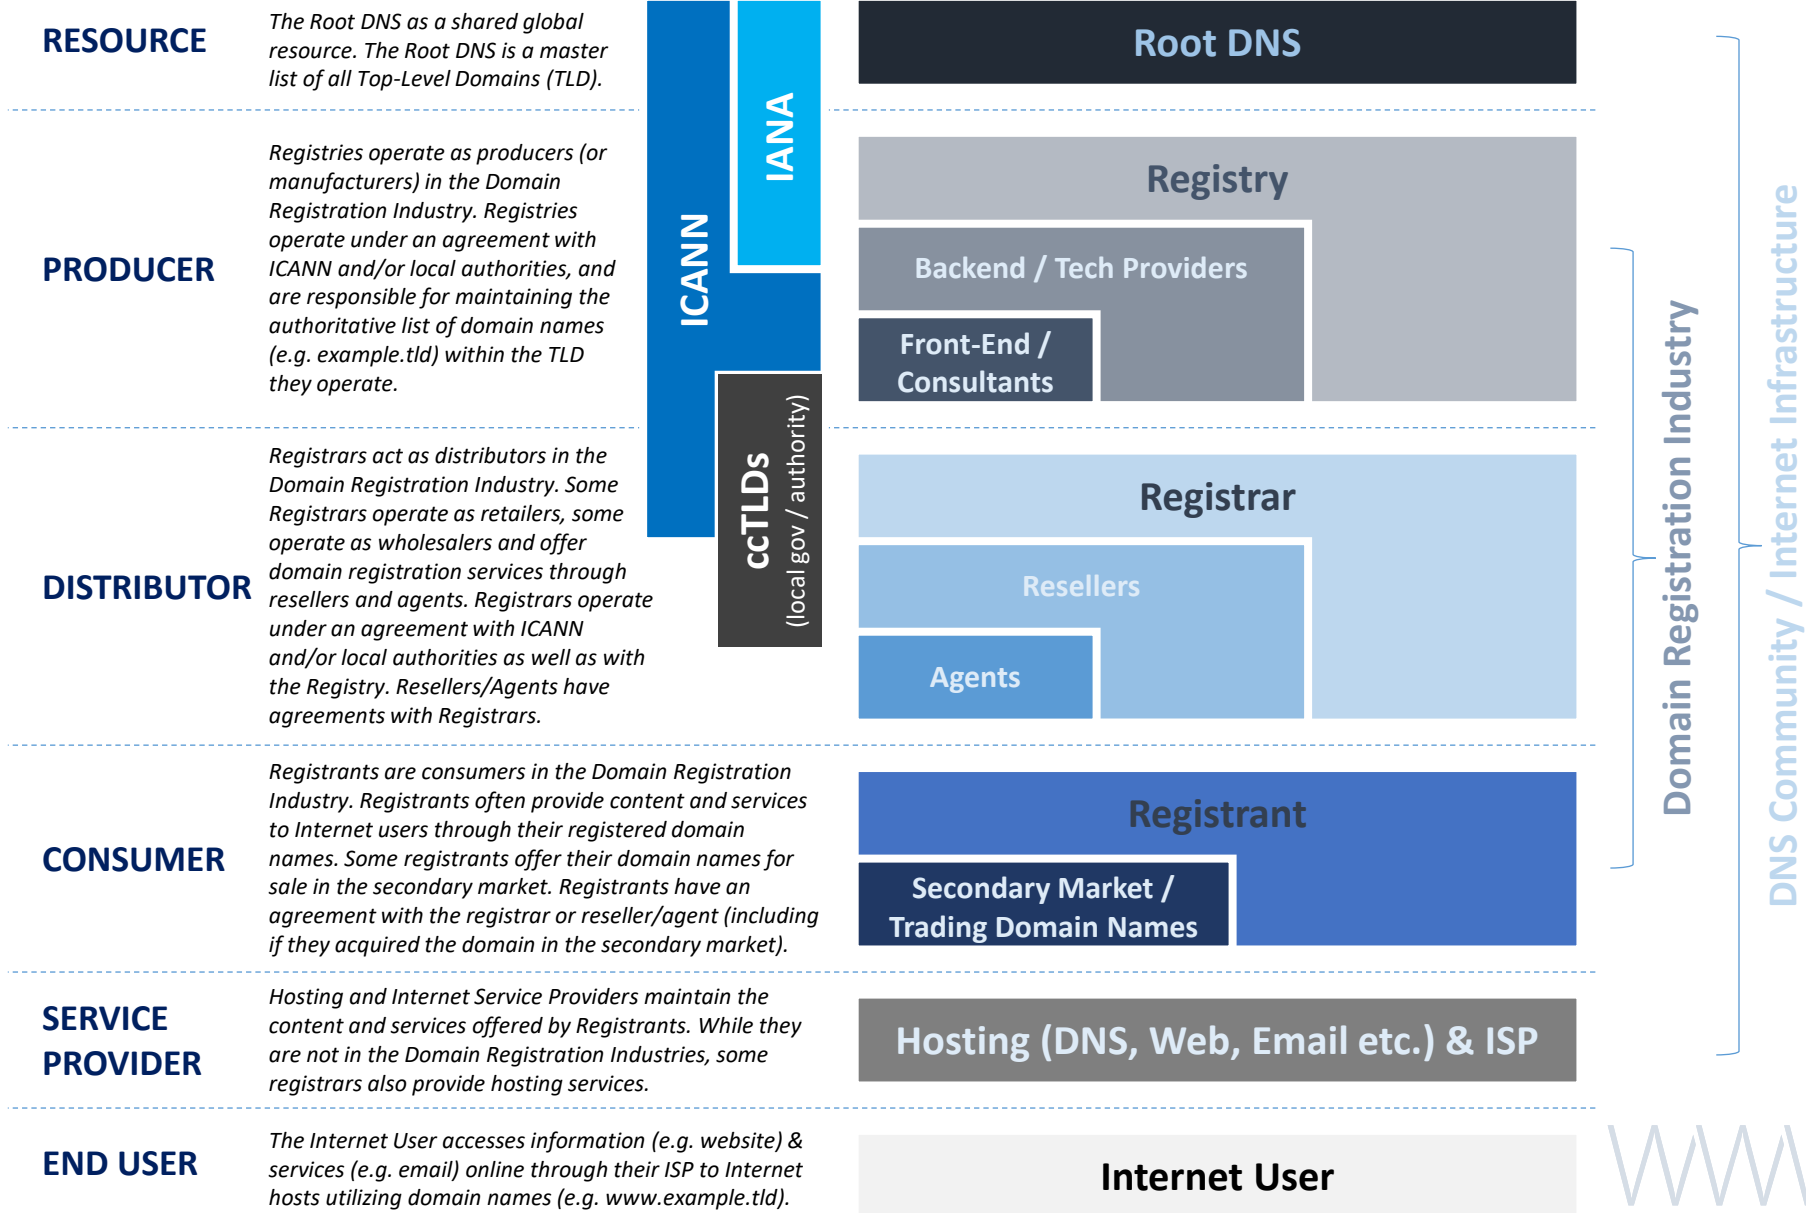 RESOURCE
The Root DNS as a shared global
resource. The Root DNS is a master
list of all Top-Level Domains (TLD).
Root DNS
ICANN
IANA
ccTLDs
(local gov / authority)
PRODUCER
Registries operate as producers (or
manufacturers) in the Domain
Registration Industry. Registries
operate under an agreement with
ICANN and/or local authorities, and
are responsible for maintaining the
authoritative list of domain names
(e.g. example.tld) within the TLD
they operate.
Registry
Backend / Tech Providers
Front-End /
Consultants
DISTRIBUTOR
Registrars act as distributors in the
Domain Registration Industry. Some
Registrars operate as retailers, some
operate as wholesalers and offer
domain registration services through
resellers and agents. Registrars operate
under an agreement with ICANN
and/or local authorities as well as with
the Registry. Resellers/Agents have
agreements with Registrars.
Registrar
Resellers
Agents
CONSUMER
Registrants are consumers in the Domain Registration
Industry. Registrants often provide content and services
to Internet users through their registered domain
names. Some registrants offer their domain names for
sale in the secondary market. Registrants have an
agreement with the registrar or reseller/agent (including
if they acquired the domain in the secondary market).
Registrant
Secondary Market /
Trading Domain Names
SERVICE
PROVIDER
Hosting and Internet Service Providers maintain the
content and services offered by Registrants. While they
are not in the Domain Registration Industries, some
registrars also provide hosting services.
Hosting (DNS, Web, Email etc.) & ISP
END USER
The Internet User accesses information (e.g. website) &
services (e.g. email) online through their ISP to Internet
hosts utilizing domain names (e.g. www.example.tld).
Internet User
Domain Registration Industry
DNS Community / Internet Infrastructure